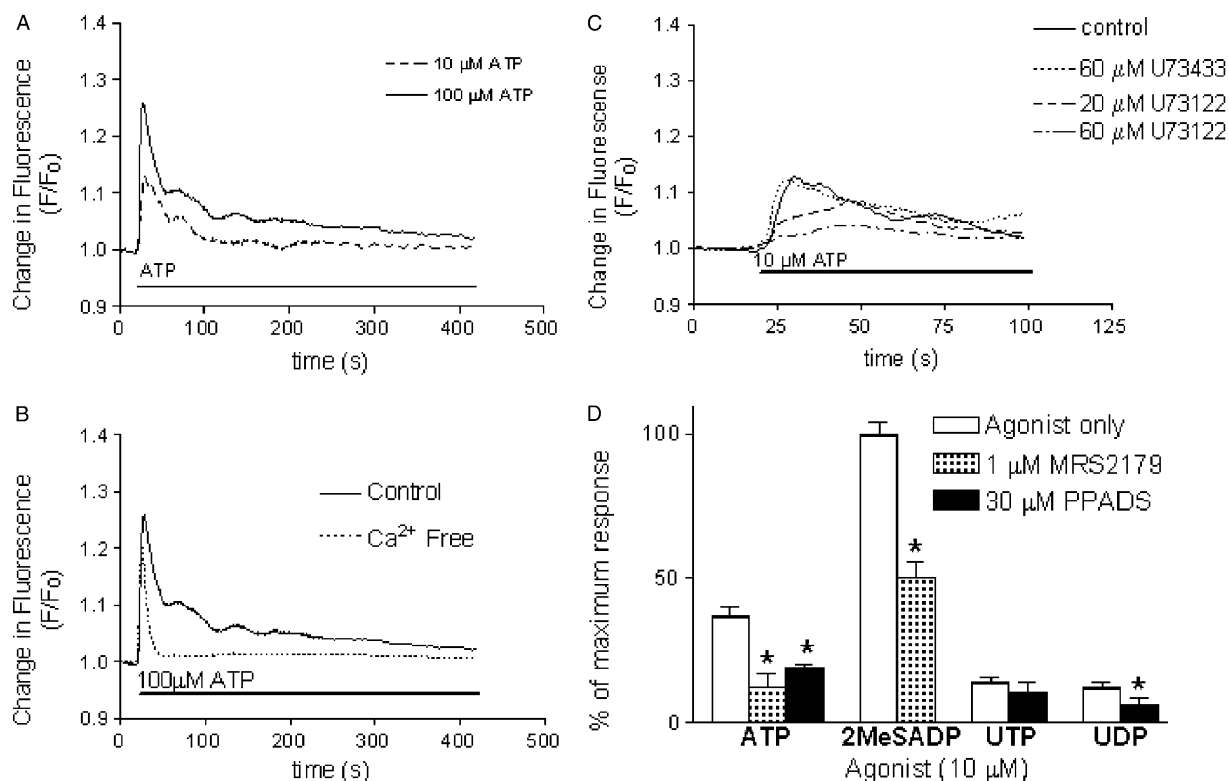 A
Change in Fluorescence
(F/F₀)
1.4
1.3
1.2
1.1
1.0
0.9
10 µM ATP
100 µM ATP
ATP
0
100
200
300
400
500
time (s)
C
Change in Fluorescense
(F/F₀)
1.4
1.3
1.2
1.1
1.0
0.9
control
60 µM U73433
20 µM U73122
60 µM U73122
10 µM ATP
0
25
50
75
100
125
time (s)
B
Change in Fluorescence
(F/F₀)
1.4
1.3
1.2
1.1
1.0
0.9
Control
Ca²⁺ Free
100µM ATP
0
100
200
300
400
500
time (s)
D
% of maximum response
100
50
0
Agonist only
1 µM MRS2179
30 µM PPADS
*
*
*
*
ATP
2MeSADP
UTP
UDP
Agonist (10 µM)